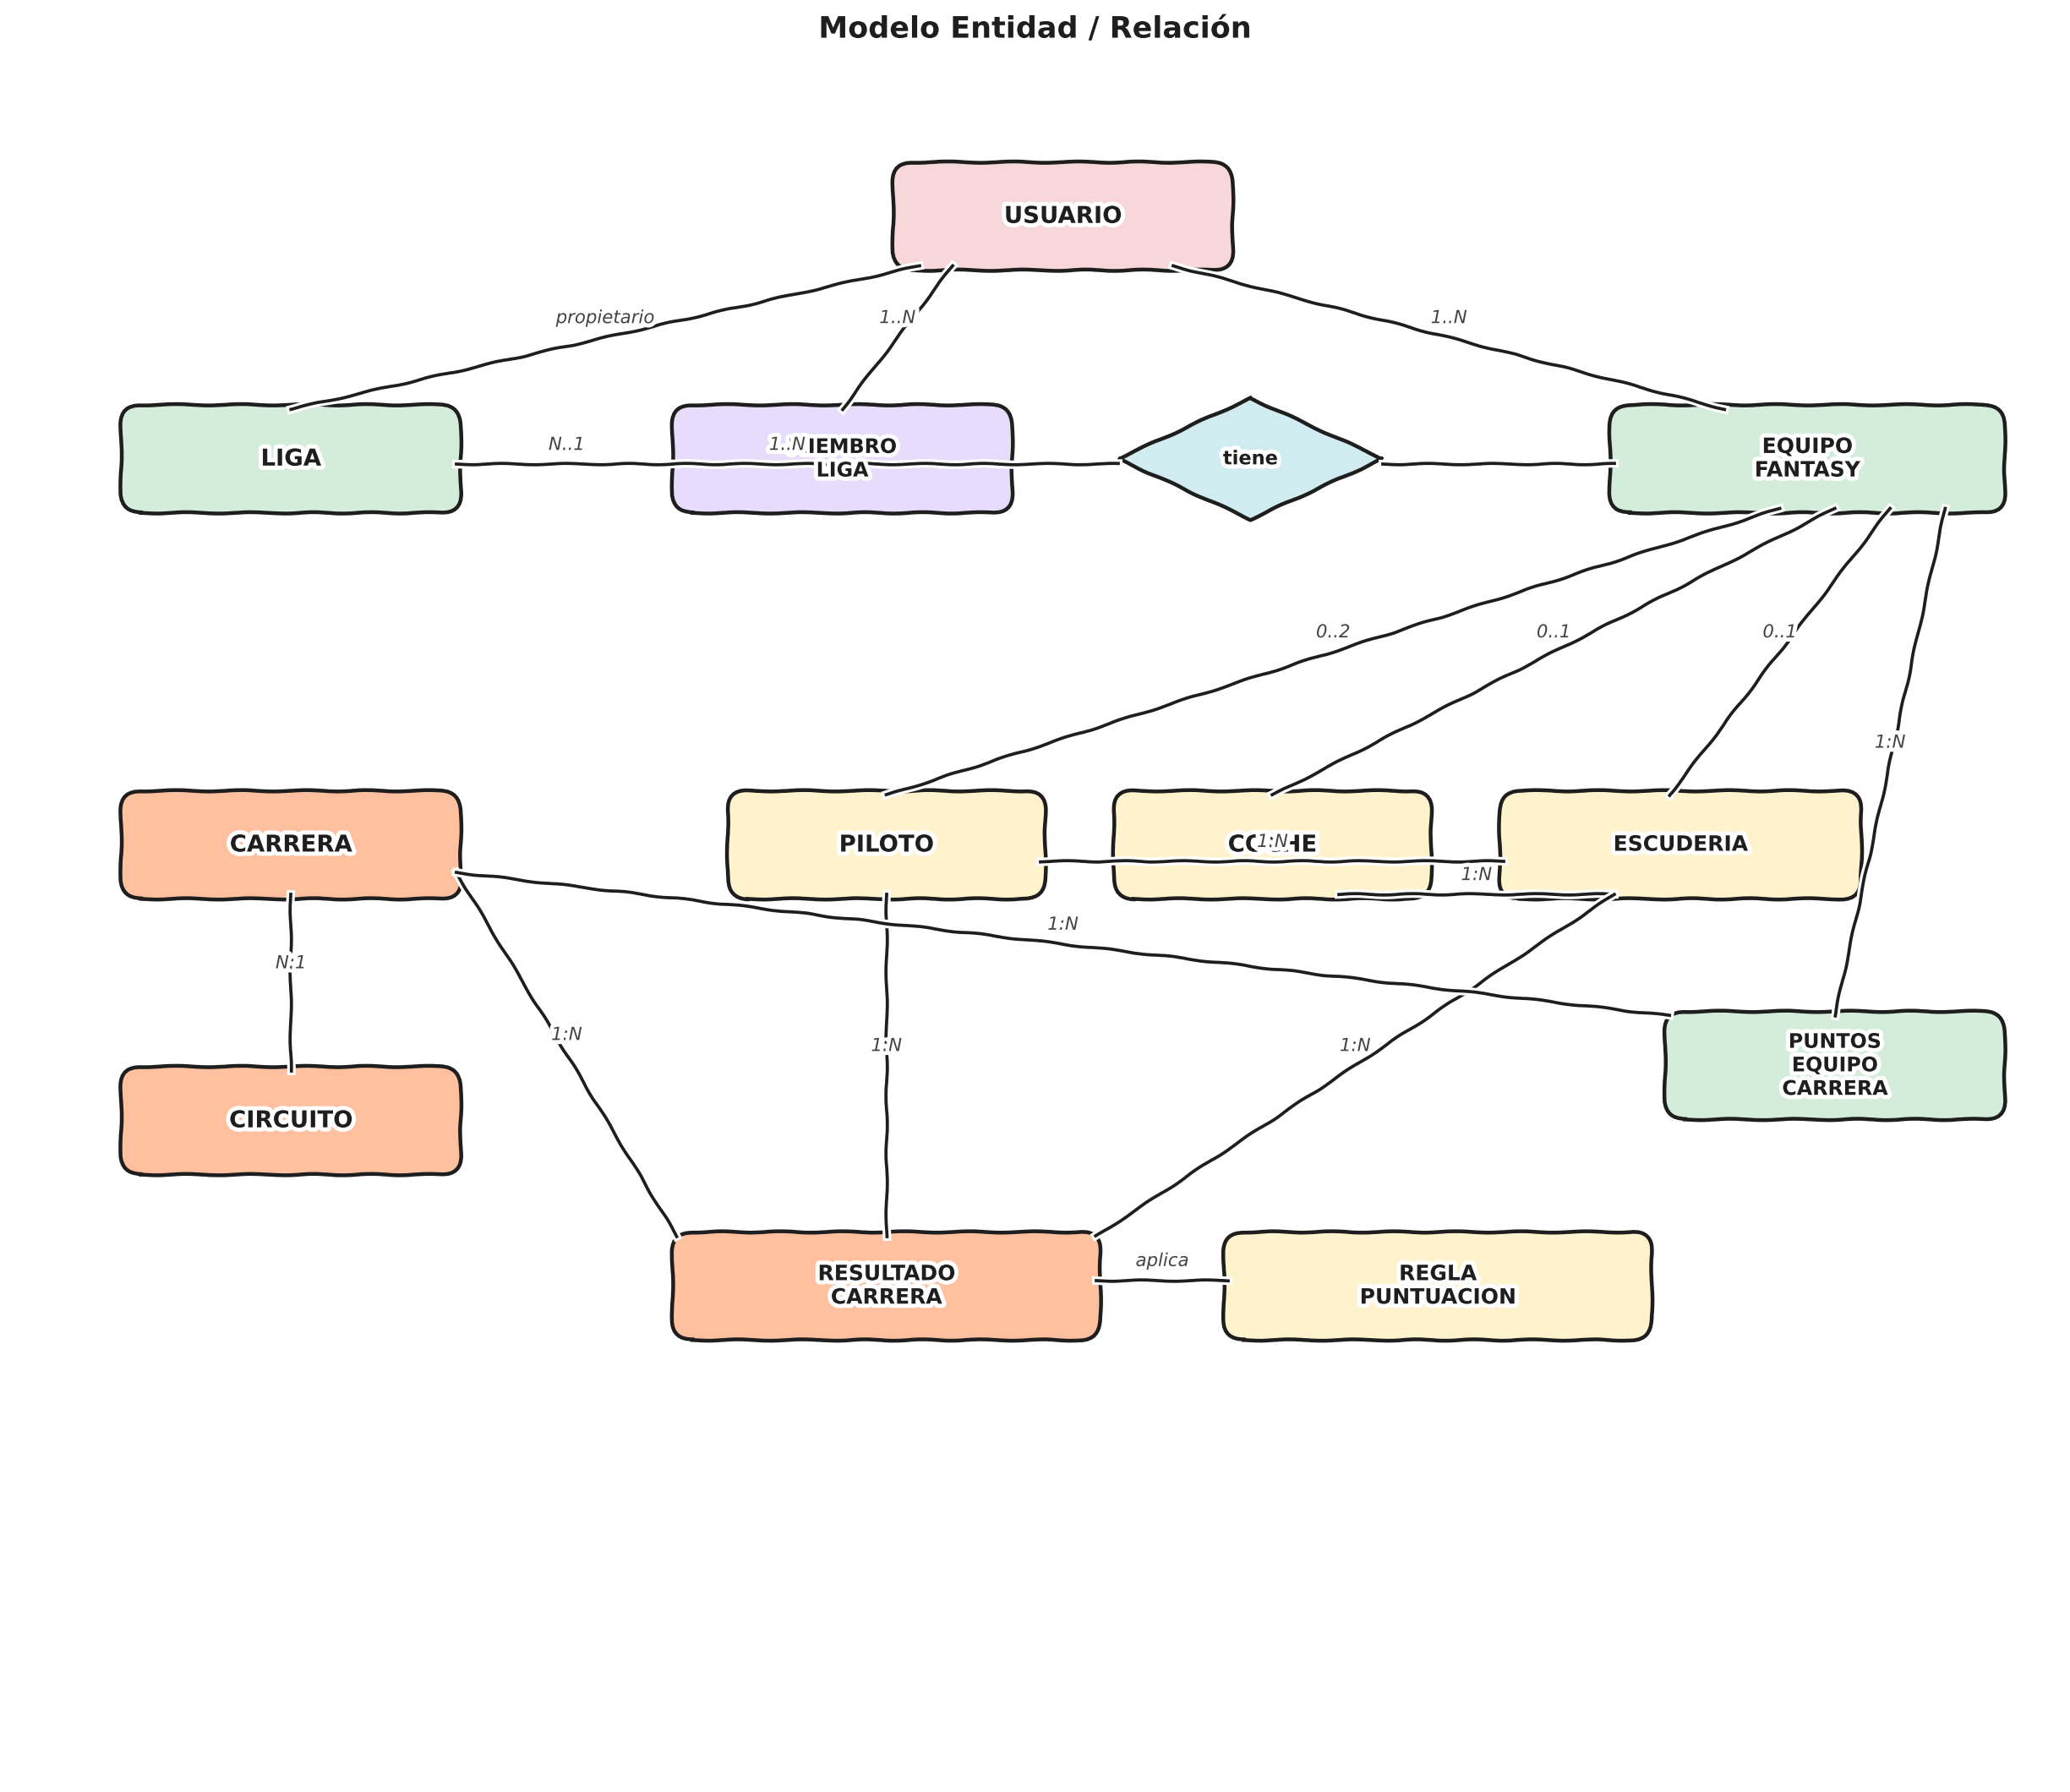 Modelo Entidad / Relación
USUARIO
propietario
1..N
1..N
LIGA
N..1
1..N
LIGA
tiene
EQUIPO
FANTASY
0..2
0..1
0..1
1:N
CARRERA
PILOTO
1:N
ESCUDERIA
1:N
1:N
N:1
1:N
1:N
1:N
CIRCUITO
PUNTOS
EQUIPO
CARRERA
RESULTADO
CARRERA
aplica
REGLA
PUNTUACION